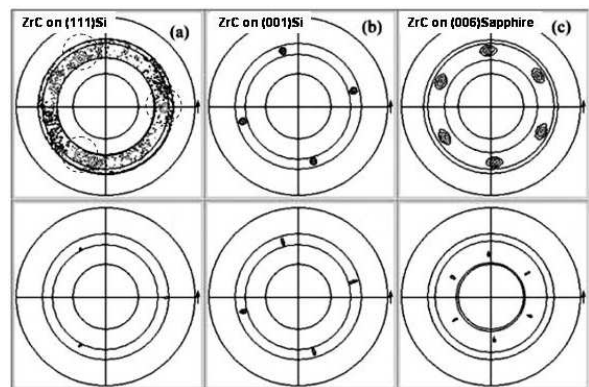 ZrC on (111)Si
(a)
ZrC on (001)Si
(b)
ZrC on (006)Sapphire
(c)